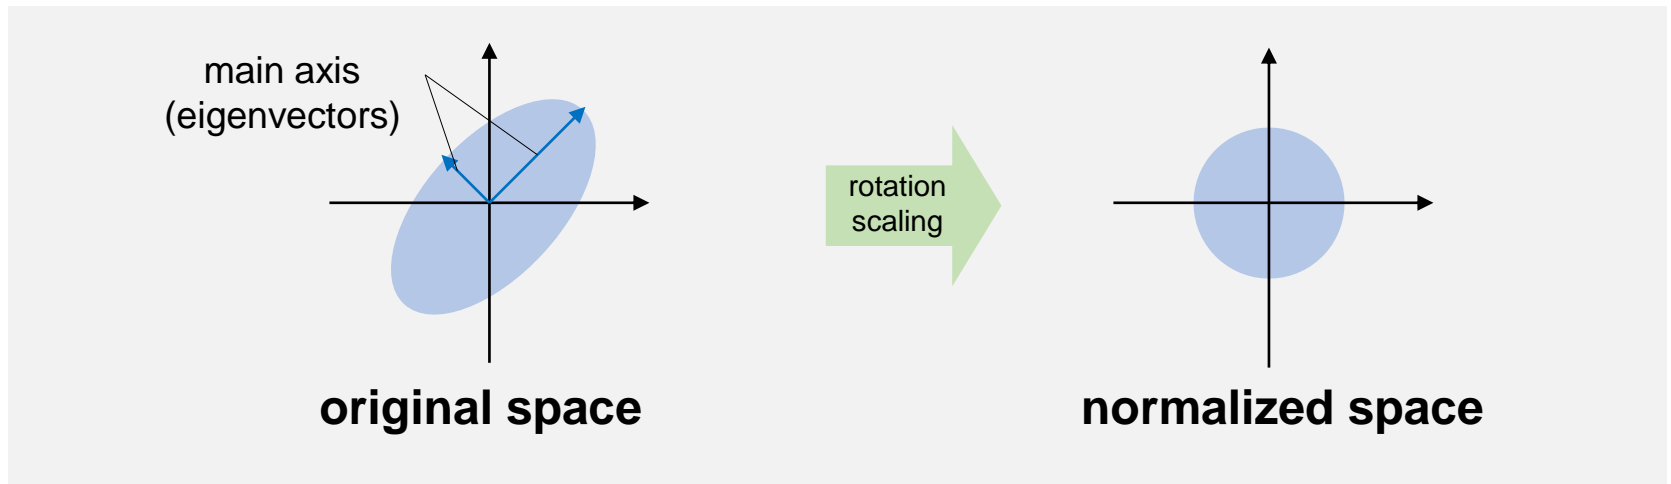 main axis
(eigenvectors)
rotation
scaling
original space
normalized space